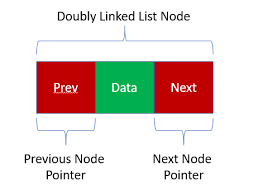 Doubly Linked List Node
Prev
Data
Next
Previous Node
Pointer
Next Node
Pointer